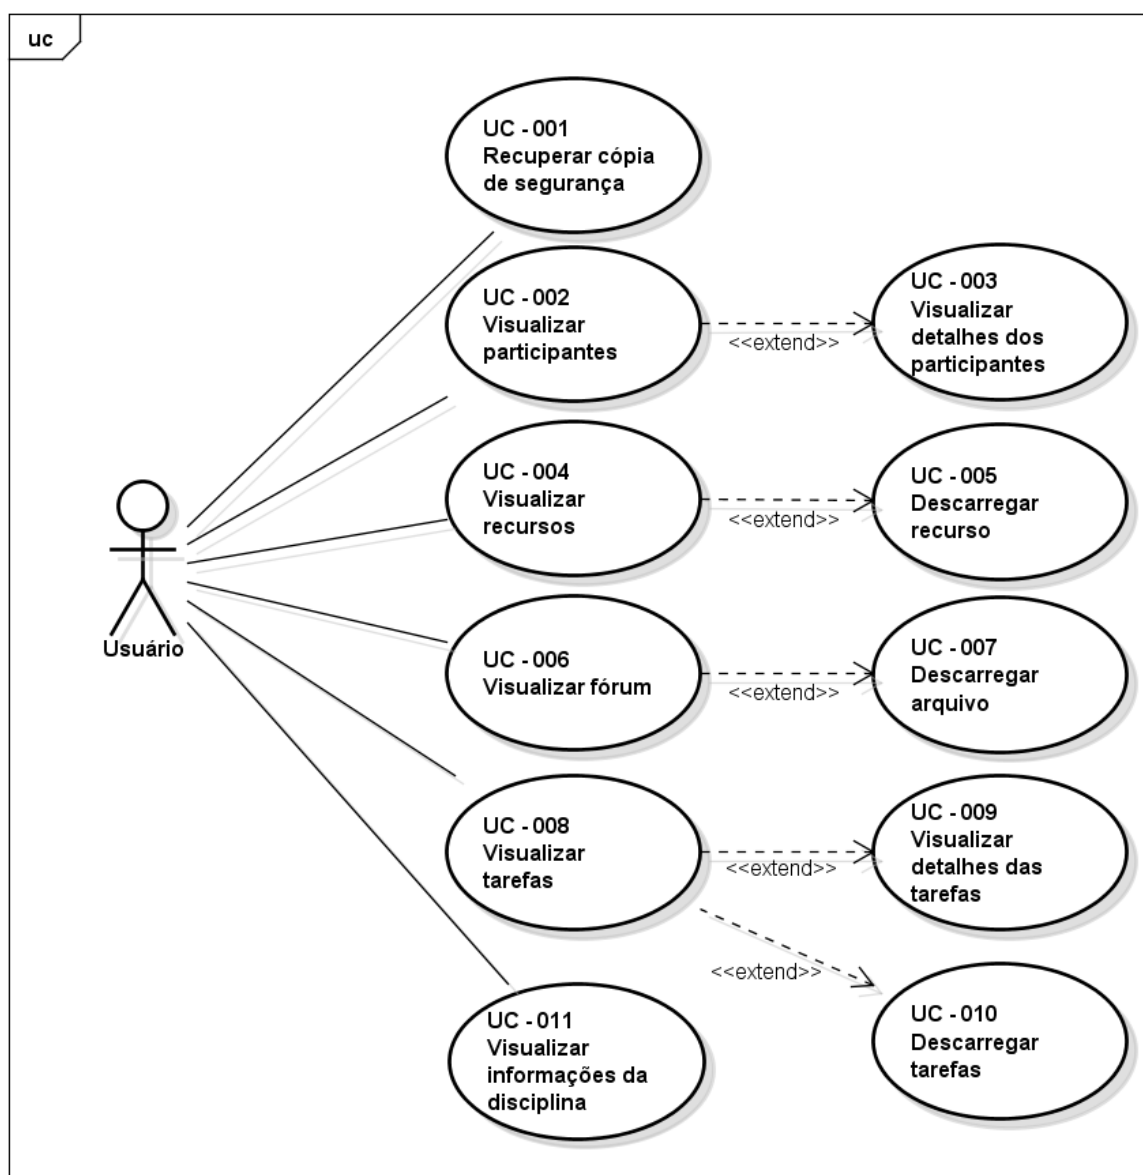 uc
UC - 001
Recuperar cópia
de segurança
UC - 002
Visualizar
participantes
<<extend>>
UC - 003
Visualizar
detalhes dos
participantes
UC - 004
Visualizar
recursos
<<extend>>
UC - 005
Descarregar
recurso
Usuário
UC - 006
Visualizar fórum
<<extend>>
UC - 007
Descarregar
arquivo
UC - 008
Visualizar
tarefas
<<extend>>
UC - 009
Visualizar
detalhes das
tarefas
<<extend>>
UC - 010
Descarregar
tarefas
UC - 011
Visualizar
informações da
disciplina